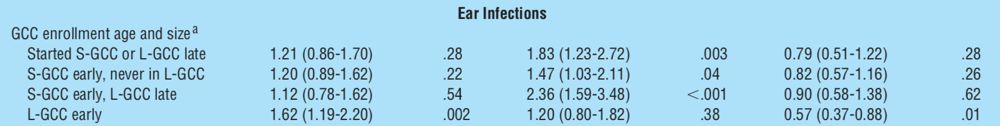 Ear Infections
GCC enrollment age and size a
Started S-GCC or L-GCC late 1.21 (0.86-1.70) .28 1.83 (1.23-2.72) .003 0.79 (0.51-1.22) .28
S-GCC early, never in L-GCC 1.20 (0.89-1.62) .22 1.47 (1.03-2.11) .04 0.82 (0.57-1.16) .26
S-GCC early, L-GCC late 1.12 (0.78-1.62) .54 2.36 (1.59-3.48) <.001 0.90 (0.58-1.38) .62
L-GCC early 1.62 (1.19-2.20) .002 1.20 (0.80-1.82) .38 0.57 (0.37-0.88) .01